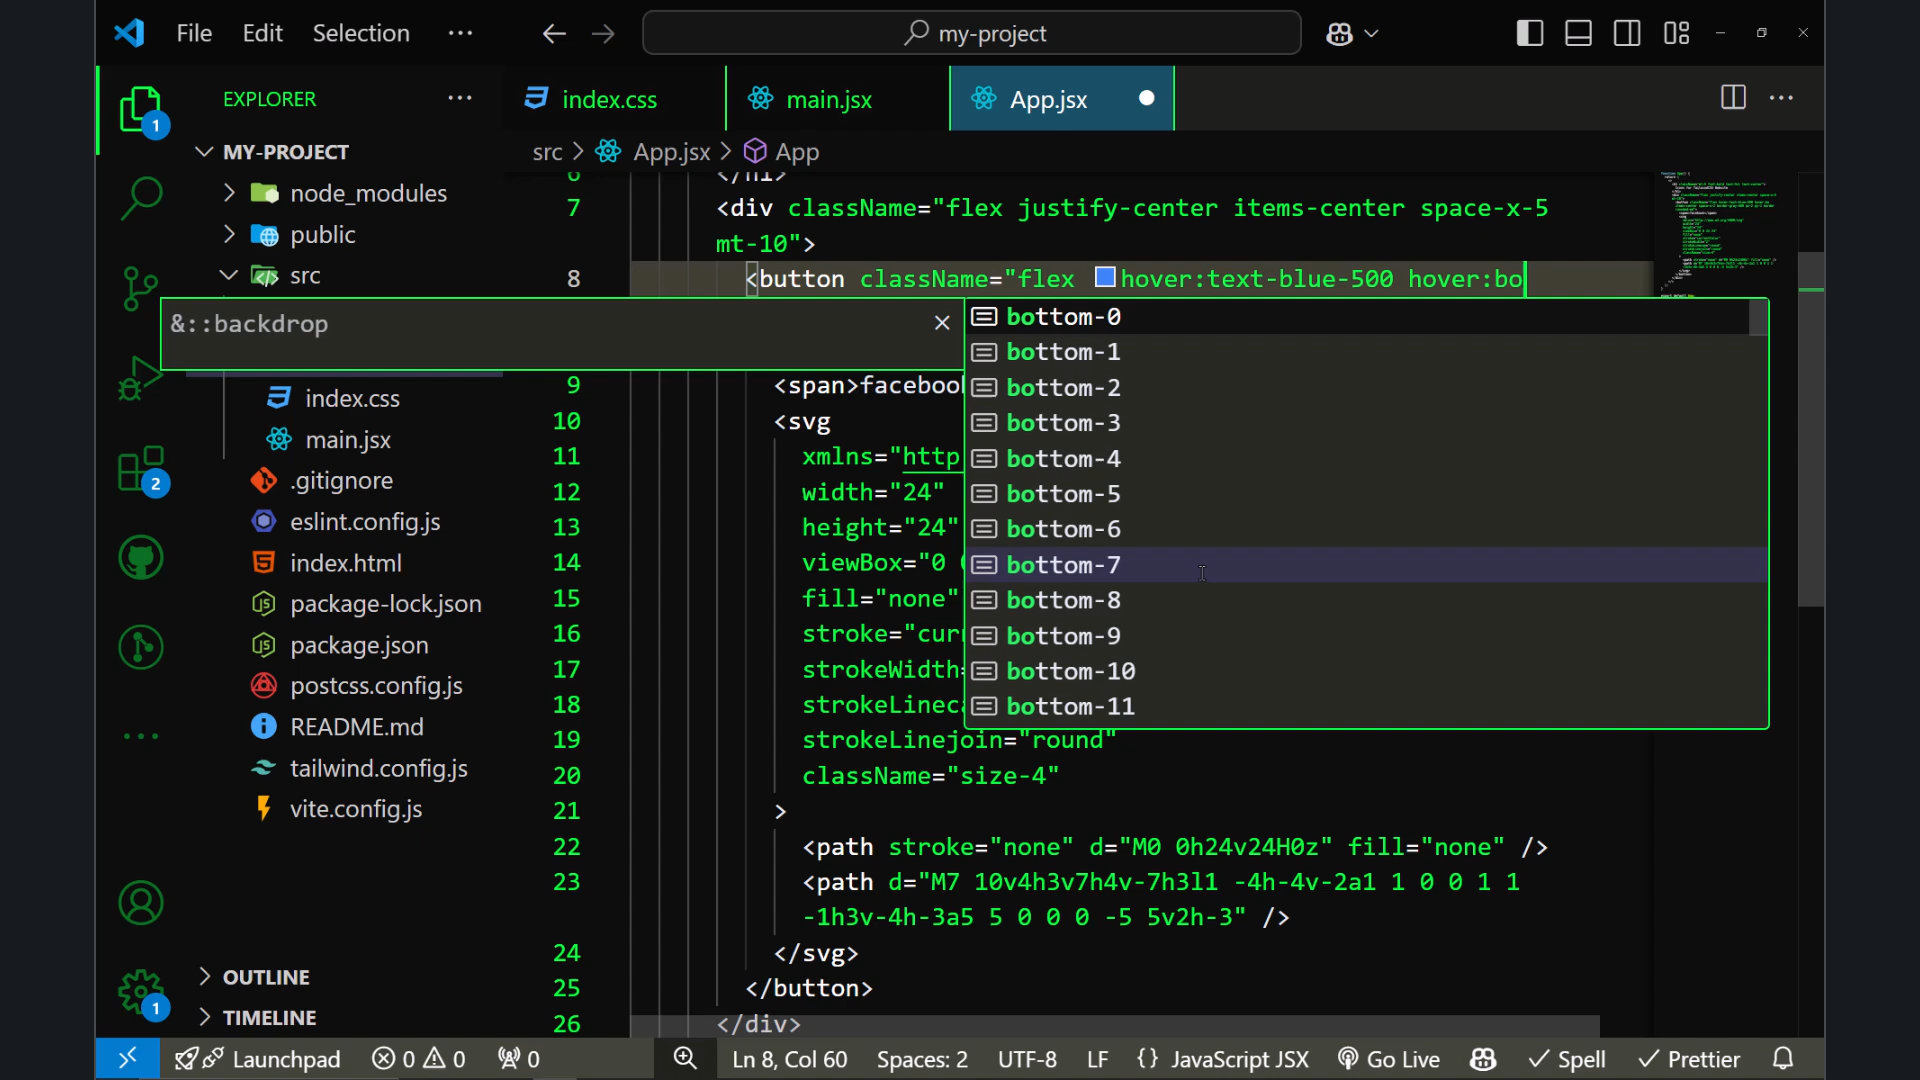 File Edit Selection ··· my-project
EXPLORER ···
index.css main.jsx App.jsx
src > App.jsx > App
MY-PROJECT
node_modules
public
src
index.css
main.jsx
.gitignore
eslint.config.js
index.html
package-lock.json
package.json
postcss.config.js
README.md
tailwind.config.js
vite.config.js
OUTLINE
TIMELINE
1
2
1
6 </h1>
7 <div className="flex justify-center items-center space-x-5
mt-10">
8 <button className="flex hover:text-blue-500 hover:bo
&::backdrop
bottom-0
bottom-1
bottom-2
bottom-3
bottom-4
bottom-5
bottom-6
bottom-7
bottom-8
bottom-9
bottom-10
bottom-11
9 <span>facebook
10 <svg
11 xmlns="http
12 width="24"
13 height="24"
14 viewBox="0
15 fill="none"
16 stroke="curr
17 strokeWidth=
18 strokeLineca
19 strokeLinejoin="round"
20 className="size-4"
21 >
22 <path stroke="none" d="M0 0h24v24H0z" fill="none" />
23 <path d="M7 10v4h3v7h4v-7h3l1 -4h-4v-2a1 1 0 0 1 1
-1h3v-4h-3a5 5 0 0 0 -5 5v2h-3" />
24 </svg>
25 </button>
26 </div>
Launchpad 0 0 0 Ln 8, Col 60 Spaces: 2 UTF-8 LF {} JavaScript JSX Go Live Spell Prettier